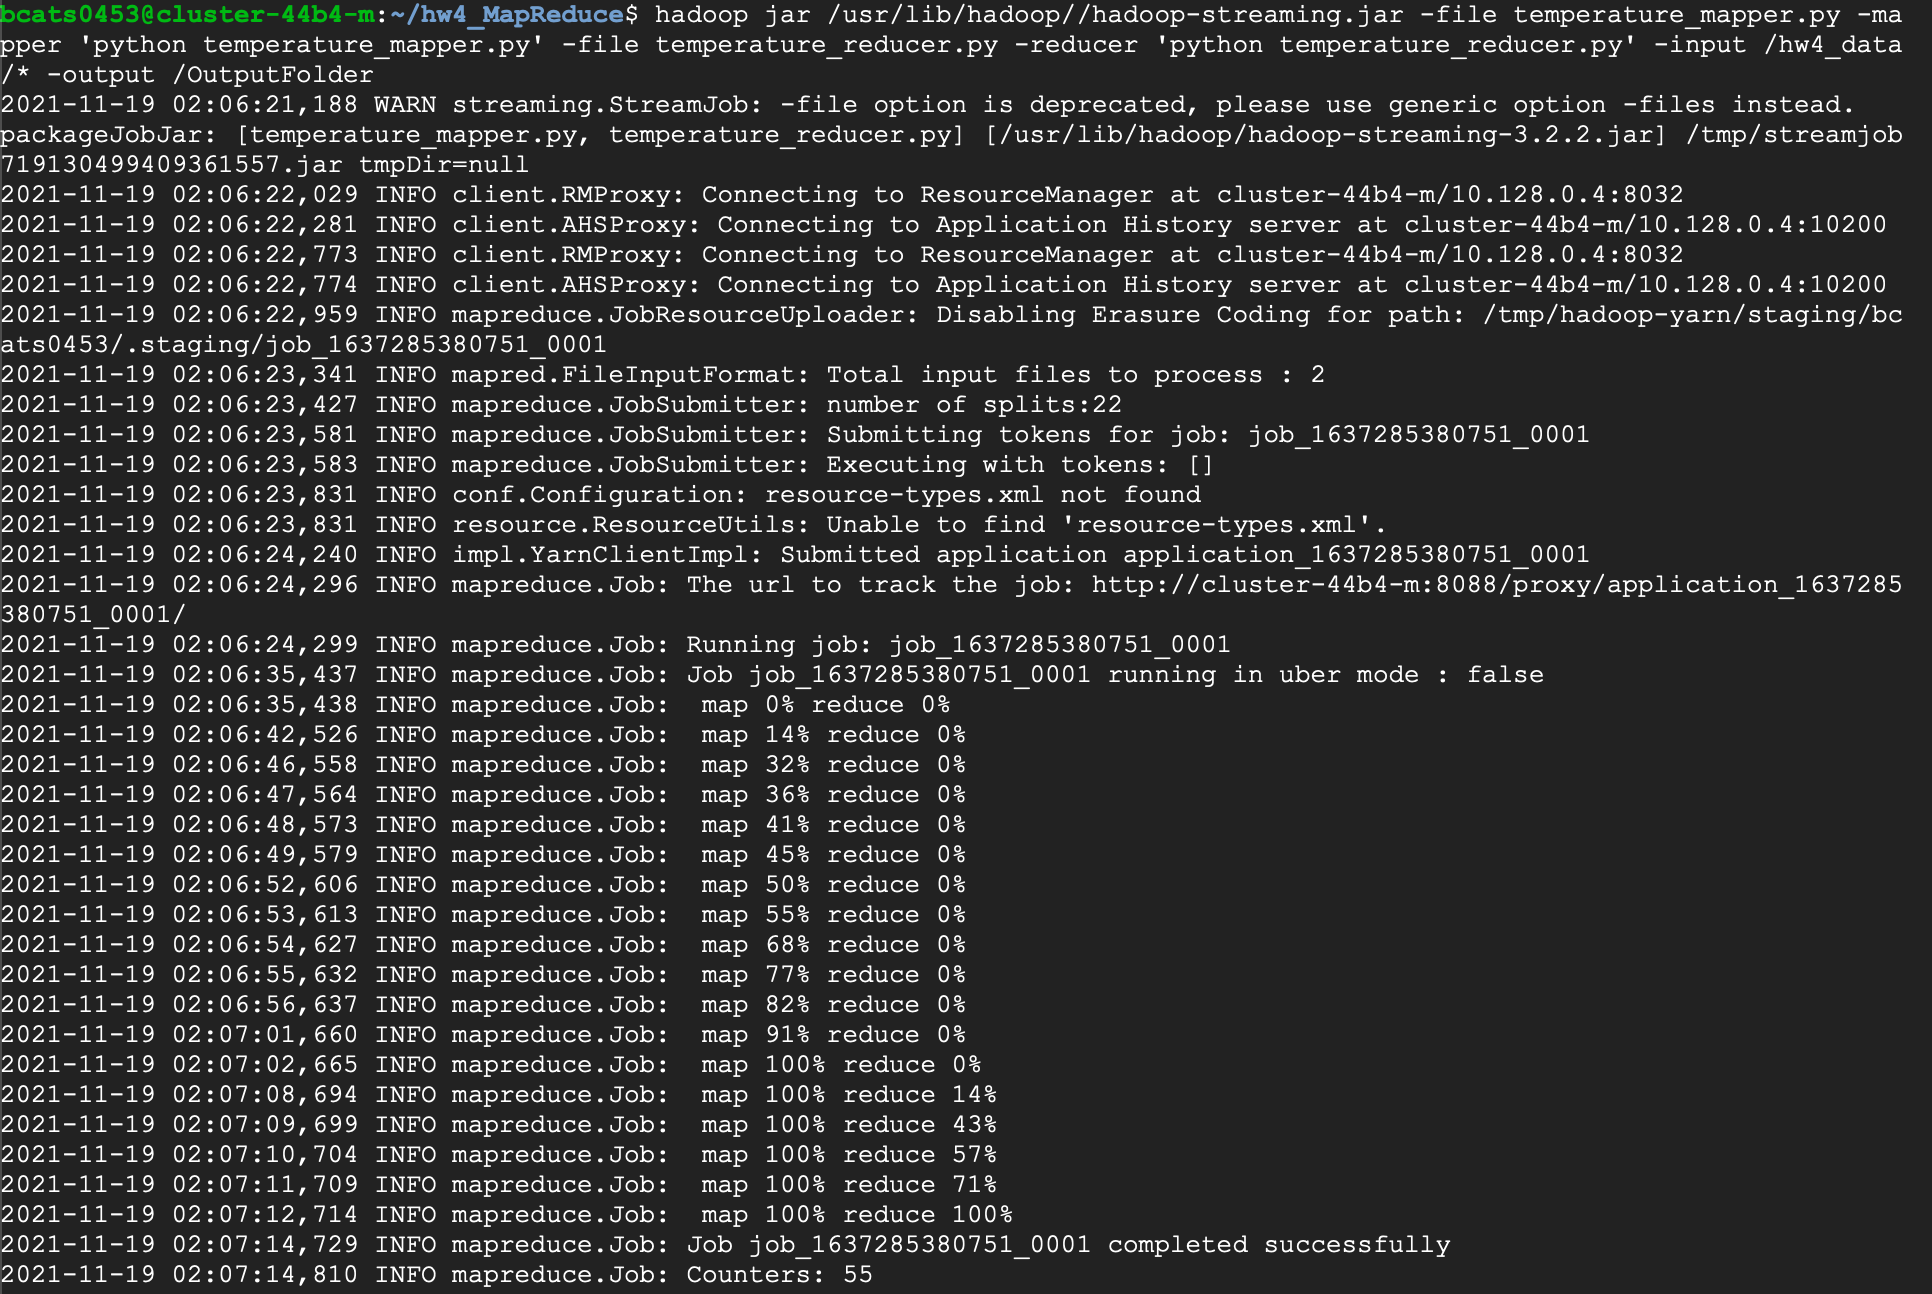 bcats0453@cluster-44b4-m:~/hw4_MapReduce$ hadoop jar /usr/lib/hadoop//hadoop-streaming.jar -file temperature_mapper.py -ma
pper 'python temperature_mapper.py' -file temperature_reducer.py -reducer 'python temperature_reducer.py' -input /hw4_data
/* -output /OutputFolder
2021-11-19 02:06:21,188 WARN streaming.StreamJob: -file option is deprecated, please use generic option -files instead.
packageJobJar: [temperature_mapper.py, temperature_reducer.py] [/usr/lib/hadoop/hadoop-streaming-3.2.2.jar] /tmp/streamjob
7191304994093615​57.jar tmpDir=null
2021-11-19 02:06:22,029 INFO client.RMProxy: Connecting to ResourceManager at cluster-44b4-m/10.128.0.4:8032
2021-11-19 02:06:22,281 INFO client.AHSProxy: Connecting to Application History server at cluster-44b4-m/10.128.0.4:10200
2021-11-19 02:06:22,773 INFO client.RMProxy: Connecting to ResourceManager at cluster-44b4-m/10.128.0.4:8032
2021-11-19 02:06:22,774 INFO client.AHSProxy: Connecting to Application History server at cluster-44b4-m/10.128.0.4:10200
2021-11-19 02:06:22,959 INFO mapreduce.JobResourceUploader: Disabling Erasure Coding for path: /tmp/hadoop-yarn/staging/bc
ats0453/.staging/job_1637285380751_0001
2021-11-19 02:06:23,341 INFO mapred.FileInputFormat: Total input files to process : 2
2021-11-19 02:06:23,427 INFO mapreduce.JobSubmitter: number of splits:22
2021-11-19 02:06:23,581 INFO mapreduce.JobSubmitter: Submitting tokens for job: job_1637285380751_0001
2021-11-19 02:06:23,583 INFO mapreduce.JobSubmitter: Executing with tokens: []
2021-11-19 02:06:23,831 INFO conf.Configuration: resource-types.xml not found
2021-11-19 02:06:23,831 INFO resource.ResourceUtils: Unable to find 'resource-types.xml'.
2021-11-19 02:06:24,240 INFO impl.YarnClientImpl: Submitted application application_1637285380751_0001
2021-11-19 02:06:24,296 INFO mapreduce.Job: The url to track the job: http://cluster-44b4-m:8088/proxy/application_1637285
380751_0001/
2021-11-19 02:06:24,299 INFO mapreduce.Job: Running job: job_1637285380751_0001
2021-11-19 02:06:35,437 INFO mapreduce.Job: Job job_1637285380751_0001 running in uber mode : false
2021-11-19 02:06:35,438 INFO mapreduce.Job:  map 0% reduce 0%
2021-11-19 02:06:42,526 INFO mapreduce.Job:  map 14% reduce 0%
2021-11-19 02:06:46,558 INFO mapreduce.Job:  map 32% reduce 0%
2021-11-19 02:06:47,564 INFO mapreduce.Job:  map 36% reduce 0%
2021-11-19 02:06:48,573 INFO mapreduce.Job:  map 41% reduce 0%
2021-11-19 02:06:49,579 INFO mapreduce.Job:  map 45% reduce 0%
2021-11-19 02:06:52,606 INFO mapreduce.Job:  map 50% reduce 0%
2021-11-19 02:06:53,613 INFO mapreduce.Job:  map 55% reduce 0%
2021-11-19 02:06:54,627 INFO mapreduce.Job:  map 68% reduce 0%
2021-11-19 02:06:55,632 INFO mapreduce.Job:  map 77% reduce 0%
2021-11-19 02:06:56,637 INFO mapreduce.Job:  map 82% reduce 0%
2021-11-19 02:07:01,660 INFO mapreduce.Job:  map 91% reduce 0%
2021-11-19 02:07:02,665 INFO mapreduce.Job:  map 100% reduce 0%
2021-11-19 02:07:08,694 INFO mapreduce.Job:  map 100% reduce 14%
2021-11-19 02:07:09,699 INFO mapreduce.Job:  map 100% reduce 43%
2021-11-19 02:07:10,704 INFO mapreduce.Job:  map 100% reduce 57%
2021-11-19 02:07:11,709 INFO mapreduce.Job:  map 100% reduce 71%
2021-11-19 02:07:12,714 INFO mapreduce.Job:  map 100% reduce 100%
2021-11-19 02:07:14,729 INFO mapreduce.Job: Job job_1637285380751_0001 completed successfully
2021-11-19 02:07:14,810 INFO mapreduce.Job: Counters: 55